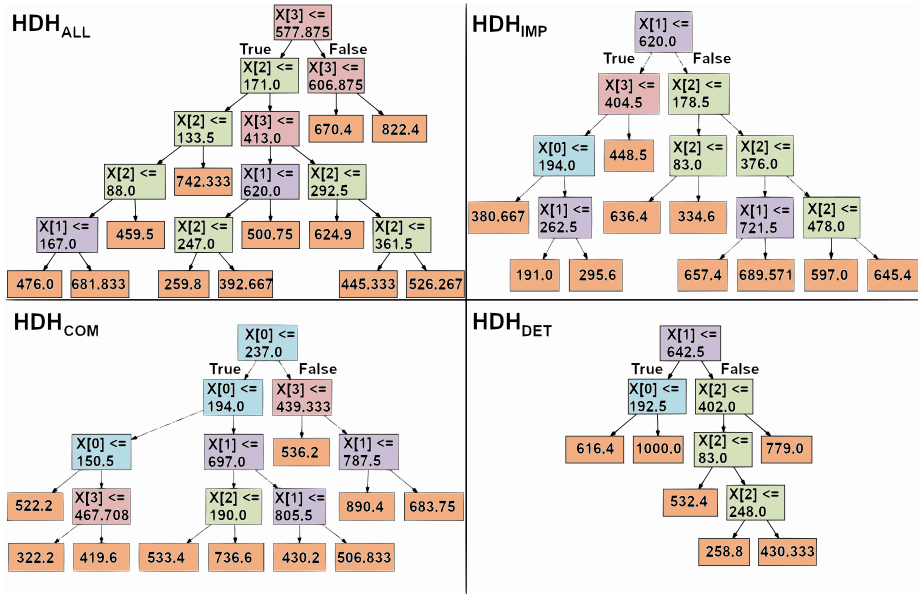 HDH_ALL
X[3] <=
577.875
True
False
X[2] <=
171.0
X[3] <=
606.875
X[2] <=
133.5
X[3] <=
413.0
670.4
822.4
X[2] <=
88.0
742.333
X[1] <=
620.0
X[2] <=
292.5
X[1] <=
167.0
459.5
X[2] <=
247.0
500.75
624.9
X[2] <=
361.5
476.0
681.833
259.8
392.667
445.333
526.267
HDH_IMP
X[1] <=
620.0
True
False
X[3] <=
404.5
X[2] <=
178.5
X[0] <=
194.0
448.5
X[2] <=
83.0
X[2] <=
376.0
380.667
X[1] <=
262.5
636.4
334.6
X[1] <=
721.5
X[2] <=
478.0
191.0
295.6
657.4
689.571
597.0
645.4
HDH_COM
X[0] <=
237.0
True
False
X[0] <=
194.0
X[3] <=
439.333
X[0] <=
150.5
X[1] <=
697.0
536.2
X[1] <=
787.5
522.2
X[3] <=
467.708
X[2] <=
190.0
X[1] <=
805.5
890.4
683.75
322.2
419.6
533.4
736.6
430.2
506.833
HDH_DET
X[1] <=
642.5
True
False
X[0] <=
192.5
X[2] <=
402.0
616.4
1000.0
X[2] <=
83.0
779.0
532.4
X[2] <=
248.0
258.8
430.333